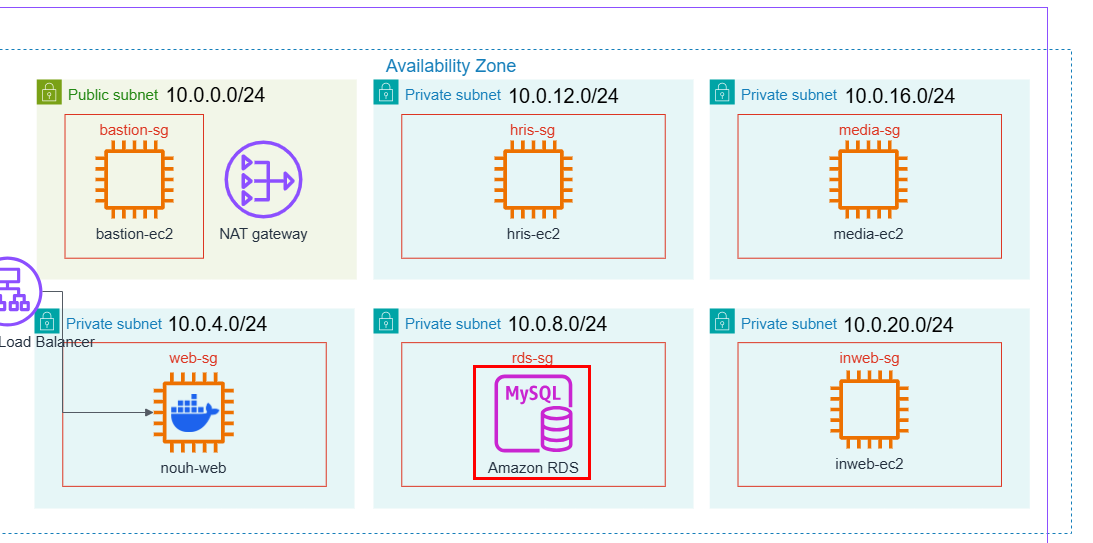 Availability Zone
Public subnet 10.0.0.0/24
bastion-sg
bastion-ec2
NAT gateway
Private subnet 10.0.12.0/24
hris-sg
hris-ec2
Private subnet 10.0.16.0/24
media-sg
media-ec2
Load Balancer
Private subnet 10.0.4.0/24
web-sg
nouh-web
Private subnet 10.0.8.0/24
rds-sg
MySQL
Amazon RDS
Private subnet 10.0.20.0/24
inweb-sg
inweb-ec2